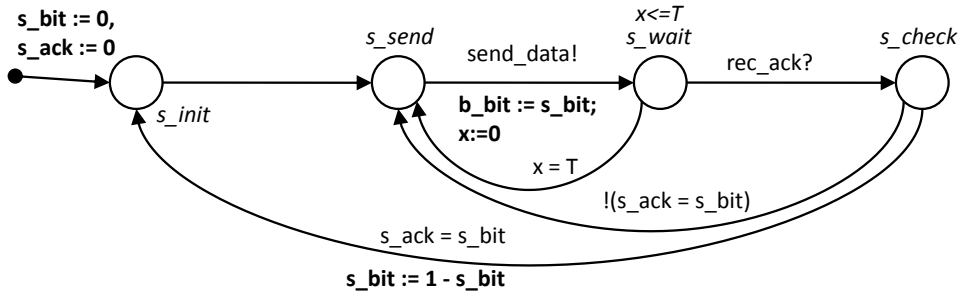 s_bit := 0,
s_ack := 0
s_init
s_send
send_data!
b_bit := s_bit;
x:=0
x<=T
s_wait
rec_ack?
s_check
x = T
!(s_ack = s_bit)
s_ack = s_bit
s_bit := 1 - s_bit